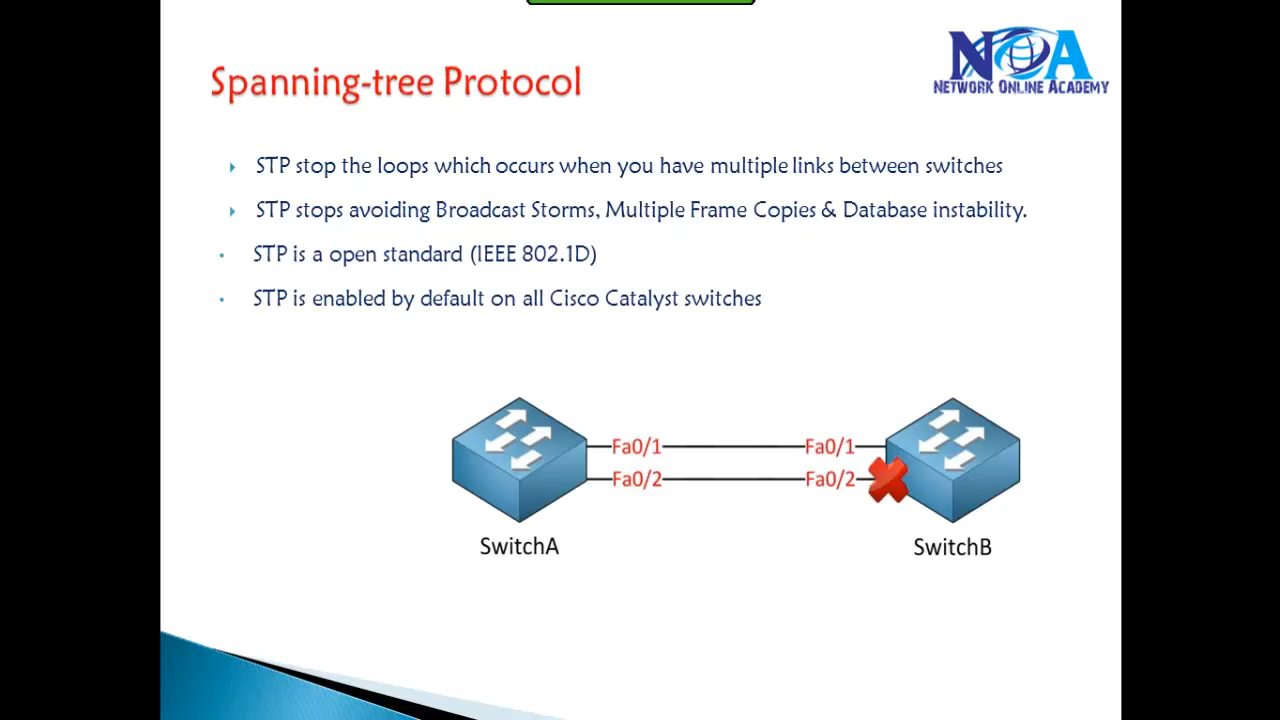 NOA
NETWORK ONLINE ACADEMY
Spanning-tree Protocol
STP stop the loops which occurs when you have multiple links between switches
STP stops avoiding Broadcast Storms, Multiple Frame Copies & Database instability.
STP is a open standard (IEEE 802.1D)
STP is enabled by default on all Cisco Catalyst switches
Fa0/1 Fa0/1
Fa0/2 Fa0/2
SwitchA SwitchB